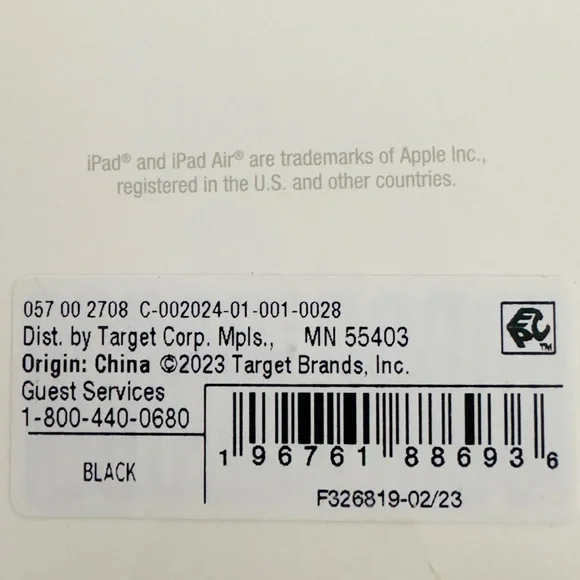 iPad® and iPad Air® are trademarks of Apple Inc.,
registered in the U.S. and other countries.
057 00 2708 C-002024-01-001-0028
Dist. by Target Corp. Mpls., MN 55403
Origin: China ©2023 Target Brands, Inc.
Guest Services
1-800-440-0680
BLACK
EPC™
1 96761 88693 6
F326819-02/23